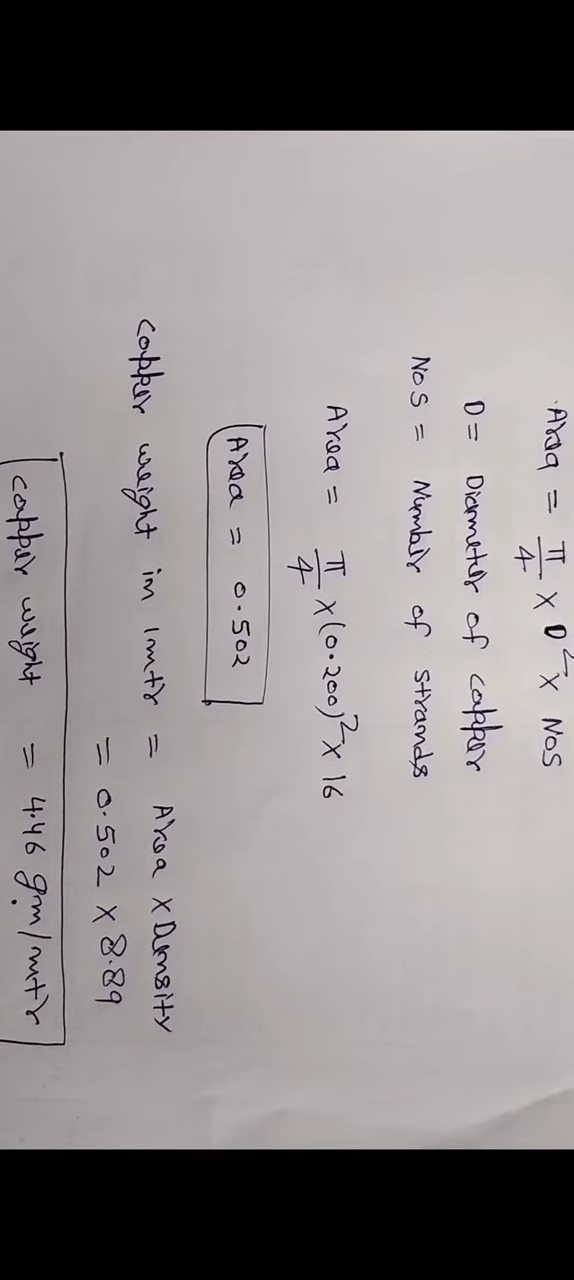 Area = π/4 × D² × NOS
D = Diameter of copper
NOS = Number of strands
Area = π/4 × (0.200)² × 16
Area = 0.502
Copper weight in 1mtr = Area × Density
= 0.502 × 8.89
Copper weight = 4.46 gm/mtr